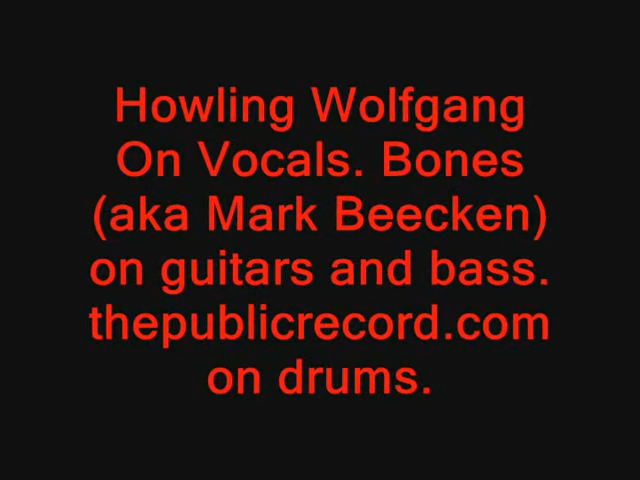 Howling Wolfgang
On Vocals. Bones
(aka Mark Beecken)
on guitars and bass.
thepublicrecord.com
on drums.